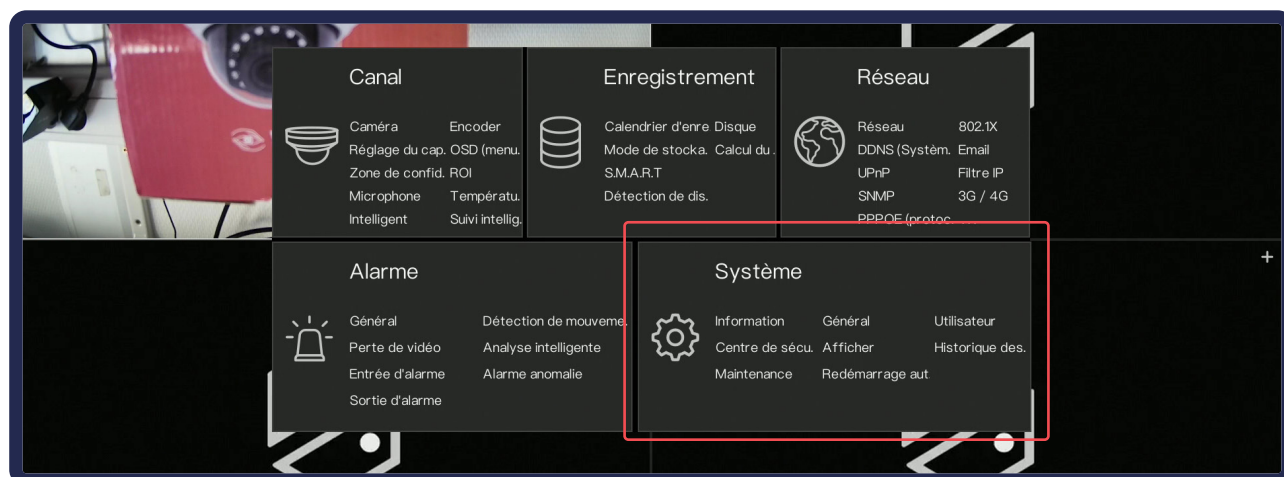 Canal
Caméra Encoder
Réglage du cap. OSD (menu.
Zone de confid. ROI
Microphone Températu.
Intelligent Suivi intellig.
Enregistrement
Calendrier d'enre Disque
Mode de stocka. Calcul du .
S.M.A.R.T
Détection de dis.
Réseau
Réseau 802.1X
DDNS (Systèm. Email
UPnP Filtre IP
SNMP 3G / 4G
PPPOE (protoc. ...
Alarme
Général Détection de mouveme.
Perte de vidéo Analyse intelligente
Entrée d'alarme Alarme anomalie
Sortie d'alarme
Système
Information Général Utilisateur
Centre de sécu. Afficher Historique des.
Maintenance Redémarrage aut.
+